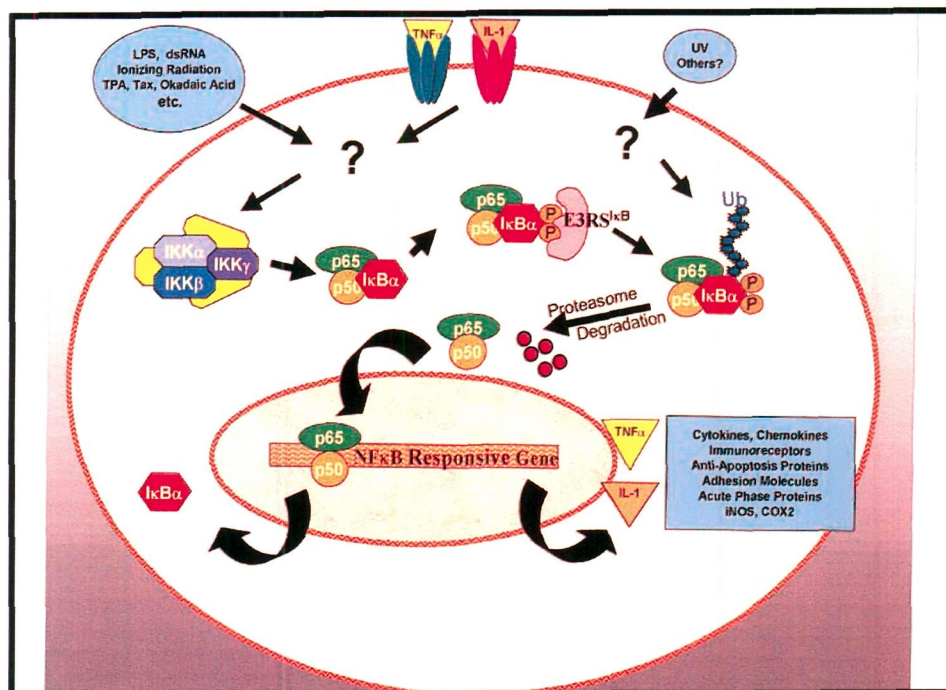 TNFα
IL-1
LPS, dsRNA
Ionizing Radiation
TPA, Tax, Okadaic Acid
etc.
UV
Others?
?
?
Ub
p65
p50
IκBα
P
P
E3RS^IκB
IKKα
IKKγ
IKKβ
p65
p50
IκBα
p65
p50
IκBα
P
P
Proteasome
Degradation
p65
p50
p65
p50
NFκB Responsive Gene
TNFα
IL-1
Cytokines, Chemokines
Immunoreceptors
Anti-Apoptosis Proteins
Adhesion Molecules
Acute Phase Proteins
iNOS, COX2
IκBα